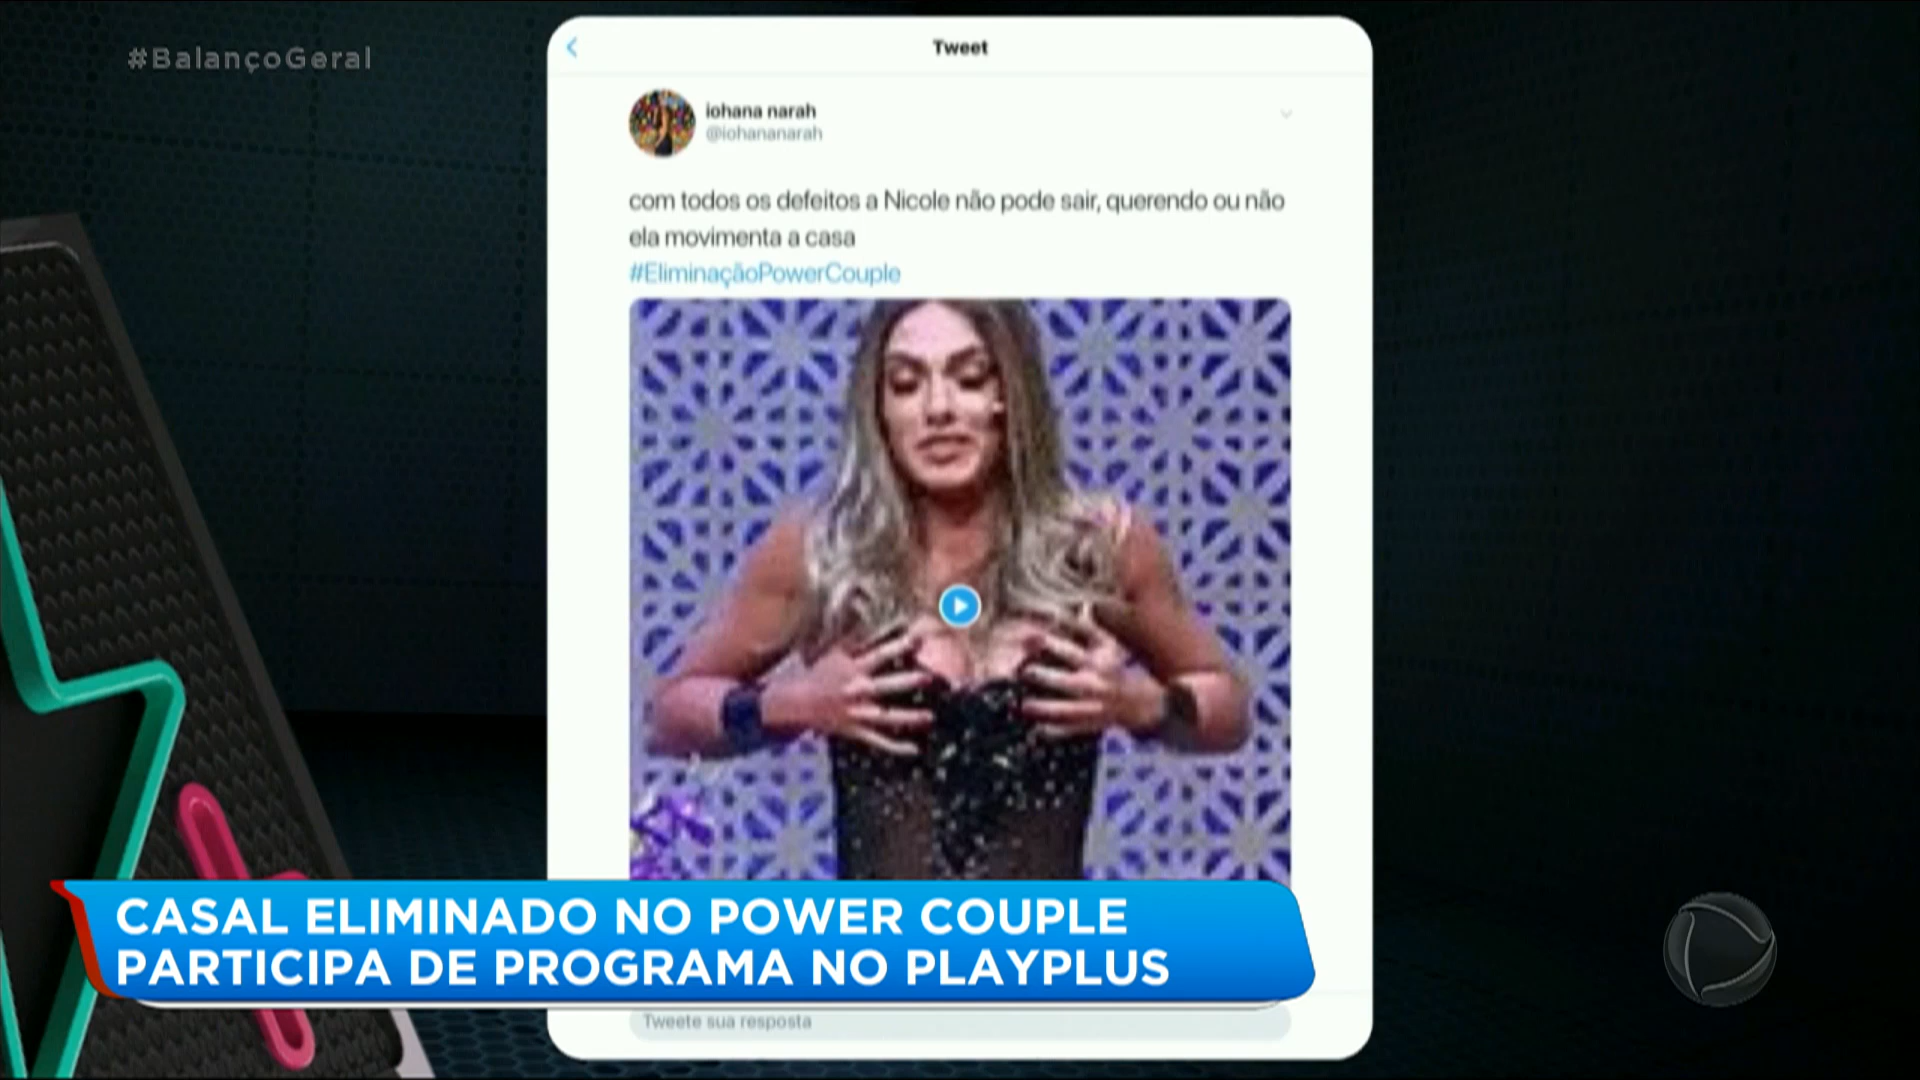 #BalançoGeral
Tweet
iohana narah
@iohananarah
com todos os defeitos a Nicole não pode sair, querendo ou não
ela movimenta a casa
#EliminaçãoPowerCouple
CASAL ELIMINADO NO POWER COUPLE
PARTICIPA DE PROGRAMA NO PLAYPLUS
Tweete sua resposta